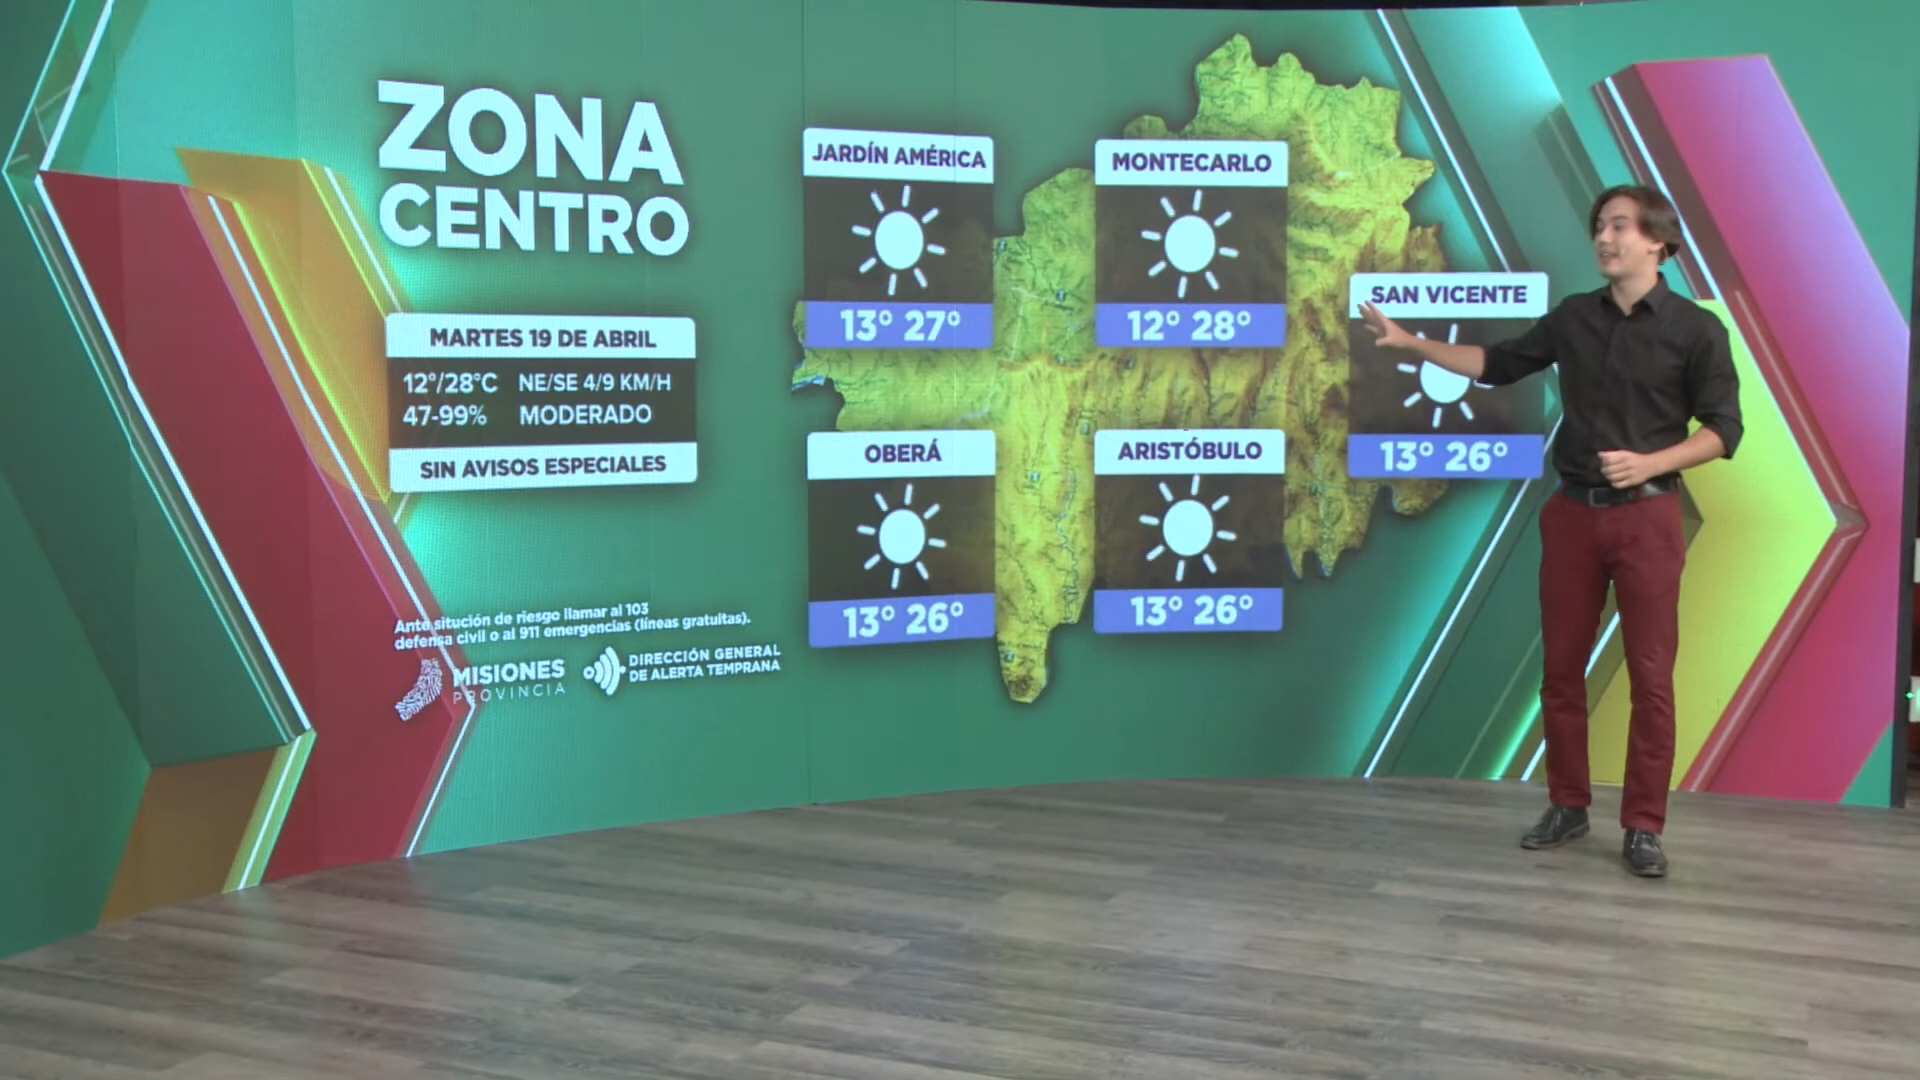 ZONA
CENTRO
MARTES 19 DE ABRIL
12°/28°C NE/SE 4/9 KM/H
47-99% MODERADO
SIN AVISOS ESPECIALES
Ante situción de riesgo llamar al 103
defensa civil o al 911 emergencias (líneas gratuitas).
MISIONES
PROVINCIA
DIRECCIÓN GENERAL
DE ALERTA TEMPRANA
JARDÍN AMÉRICA
13° 27°
MONTECARLO
12° 28°
SAN VICENTE
13° 26°
OBERÁ
13° 26°
ARISTÓBULO
13° 26°